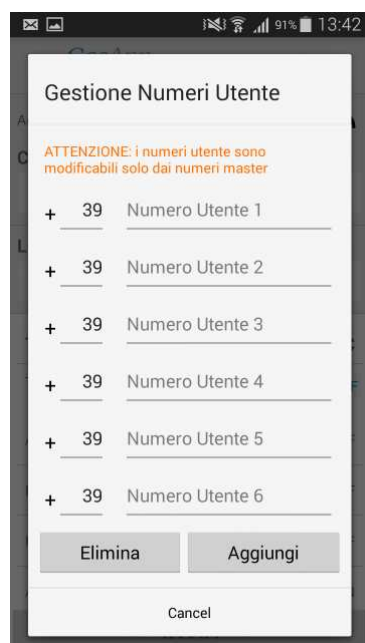 91% 13:42
Gestione Numeri Utente
ATTENZIONE: i numeri utente sono
modificabili solo dai numeri master
+ 39 Numero Utente 1
+ 39 Numero Utente 2
+ 39 Numero Utente 3
+ 39 Numero Utente 4
+ 39 Numero Utente 5
+ 39 Numero Utente 6
Elimina Aggiungi
Cancel